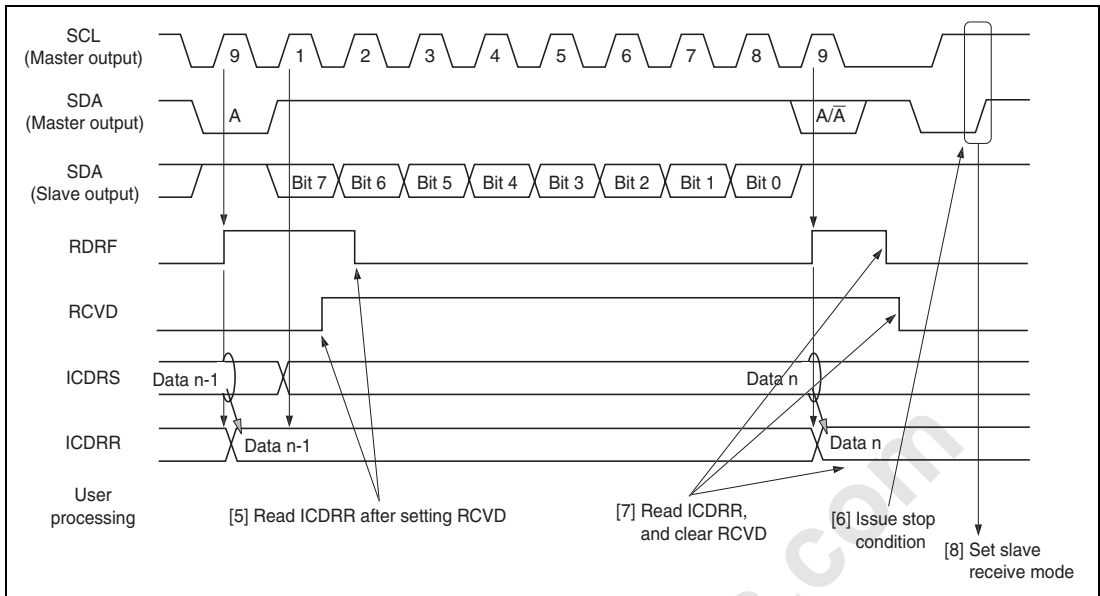 SCL
(Master output)
9 1 2 3 4 5 6 7 8 9
SDA
(Master output)
A A/A̅
SDA
(Slave output)
Bit 7 Bit 6 Bit 5 Bit 4 Bit 3 Bit 2 Bit 1 Bit 0
RDRF
RCVD
ICDRS
Data n-1 Data n
ICDRR
Data n-1 Data n
User
processing
[5] Read ICDRR after setting RCVD
[7] Read ICDRR,
and clear RCVD
[6] Issue stop
condition
[8] Set slave
receive mode